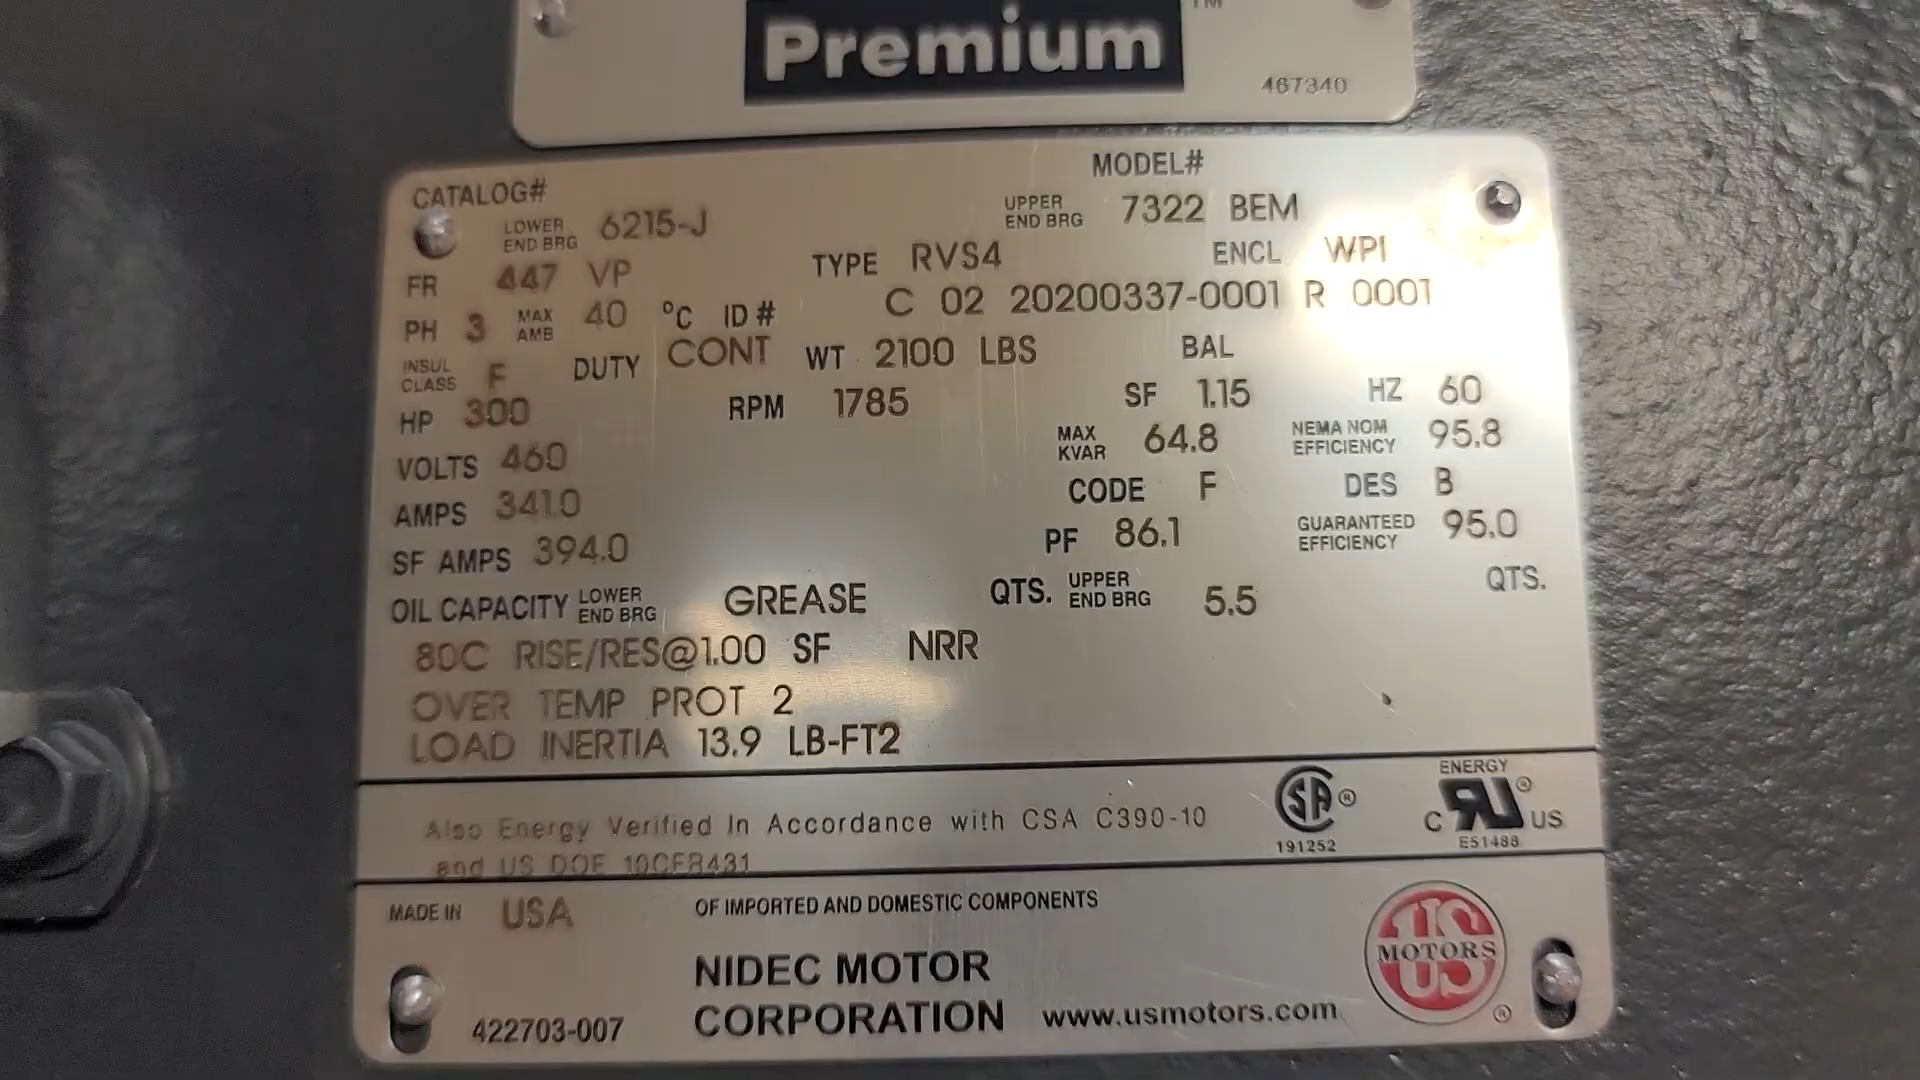 Premium
TM
467340
CATALOG#
MODEL#
LOWER END BRG 6215-J
UPPER END BRG 7322 BEM
FR 447 VP
TYPE RVS4
ENCL WPI
PH 3
MAX AMB 40 °C
ID# C 02 20200337-0001 R 0001
INSUL CLASS F
DUTY CONT
WT 2100 LBS
BAL
HP 300
RPM 1785
SF 1.15
HZ 60
VOLTS 460
MAX KVAR 64.8
NEMA NOM EFFICIENCY 95.8
AMPS 341.0
CODE F
DES B
SF AMPS 394.0
PF 86.1
GUARANTEED EFFICIENCY 95.0
OIL CAPACITY LOWER END BRG GREASE QTS. UPPER END BRG 5.5 QTS.
80C RISE/RES@1.00 SF NRR
OVER TEMP PROT 2
LOAD INERTIA 13.9 LB-FT2
Also Energy Verified In Accordance with CSA C390-10
and US DOE 10CFR431
SA ®
191252
ENERGY
C RU ® US
E51488
MADE IN USA
OF IMPORTED AND DOMESTIC COMPONENTS
NIDEC MOTOR
CORPORATION
www.usmotors.com
422703-007
US
MOTORS
®